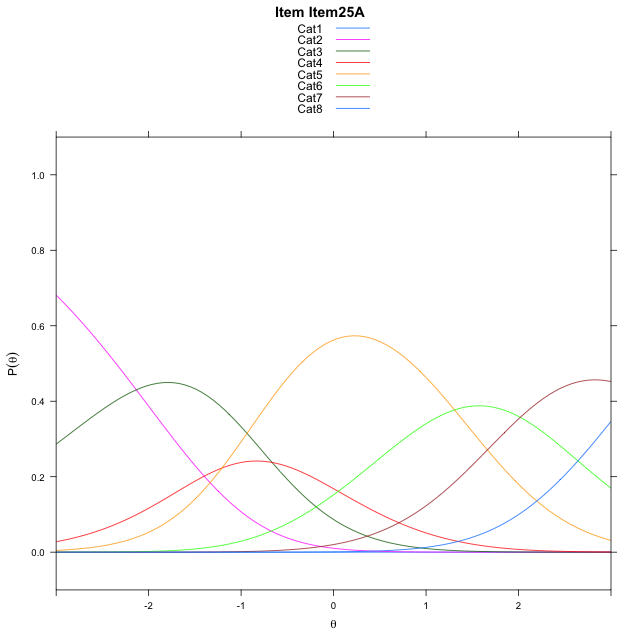 Item Item25A
Cat1
Cat2
Cat3
Cat4
Cat5
Cat6
Cat7
Cat8
1.0
0.8
0.6
0.4
0.2
0.0
P(θ)
-2 -1 0 1 2
θ